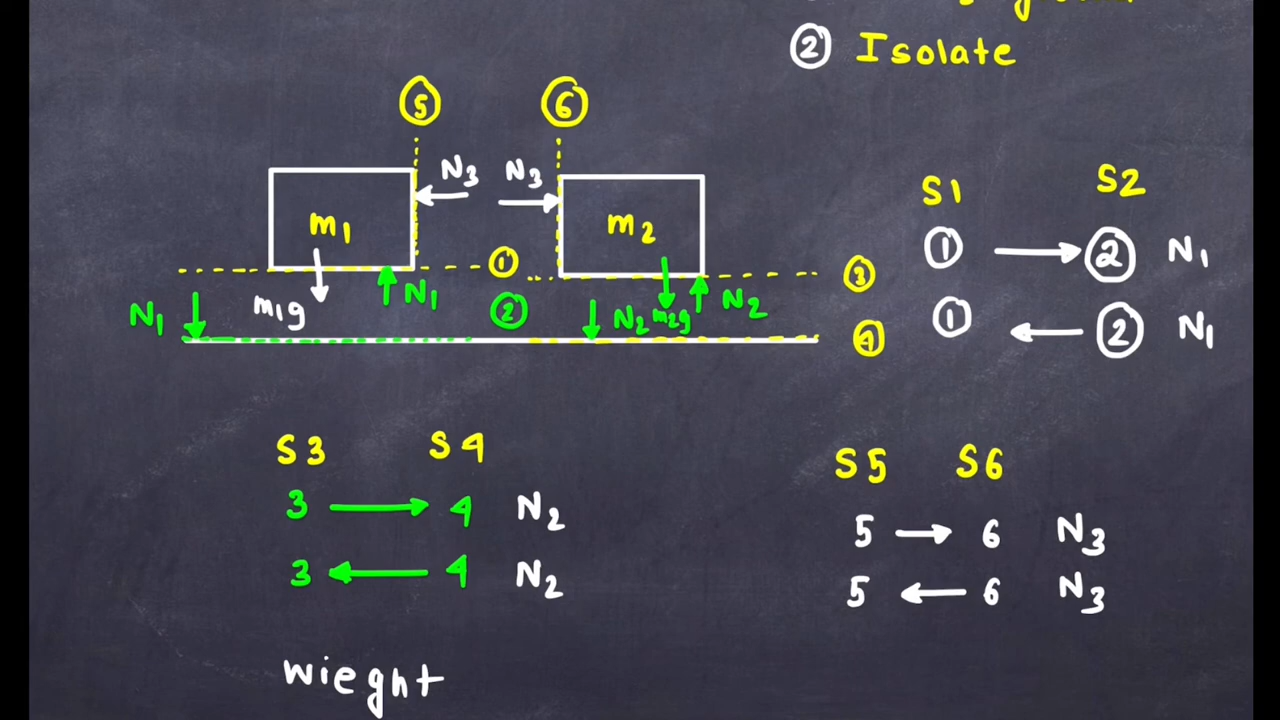 ② Isolate
⑤ ⑥
N3 N3
S1 S2
m1 m2
① → ② N1
① ③
m1g N1 N1 ② N2 m2g N2
① ← ② N1
④
S3 S4
3 → 4 N2
3 ← 4 N2
S5 S6
5 → 6 N3
5 ← 6 N3
wieght